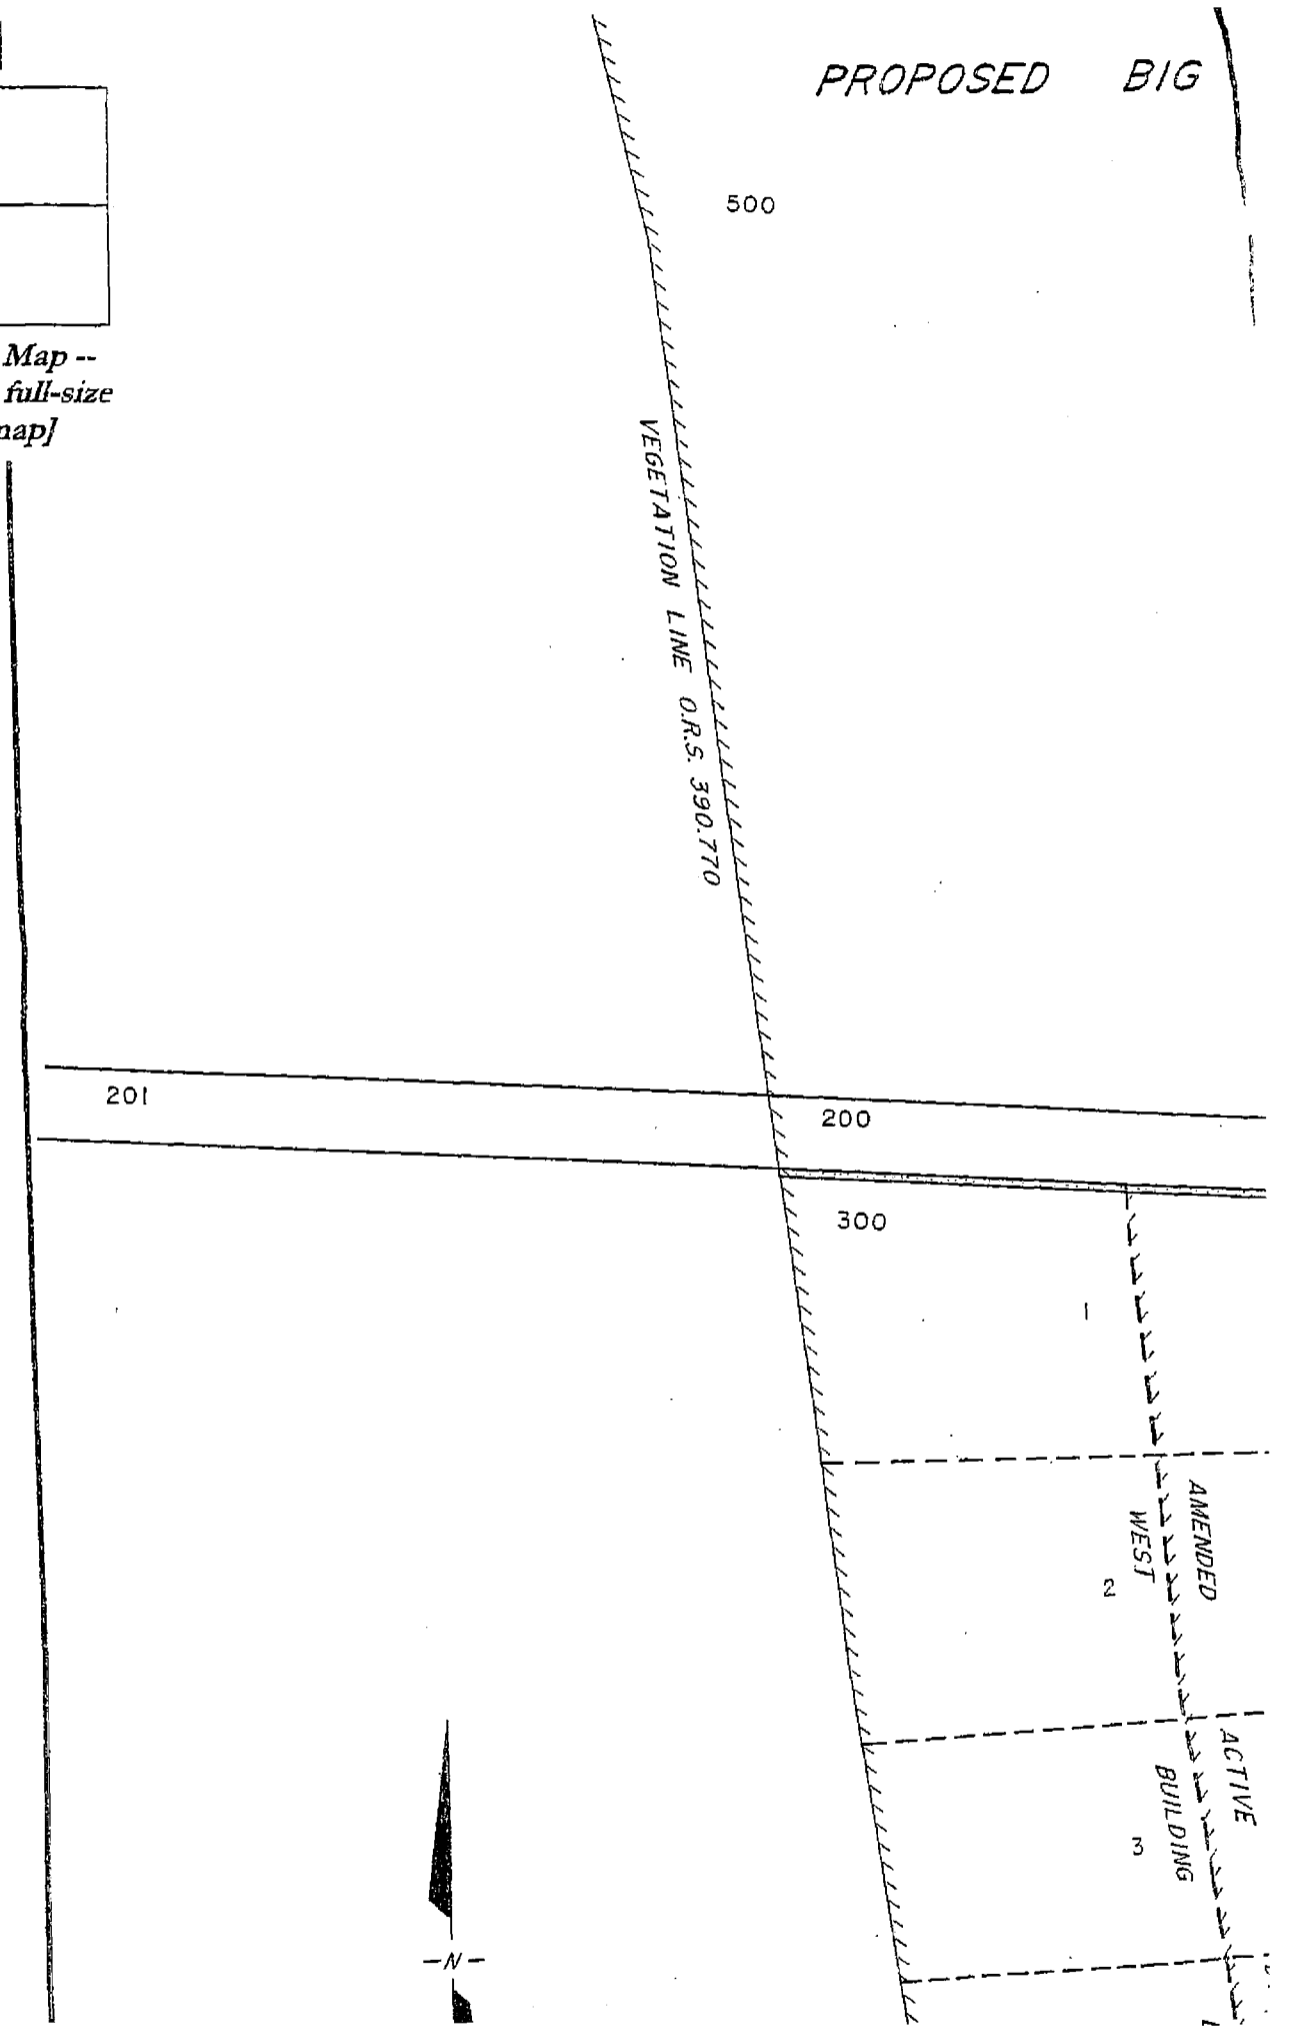 PROPOSED BIG
500
Map --
full-size
map]
VEGETATION LINE O.R.S. 390.770
201
200
300
1
AMENDED
WEST
2
ACTIVE
BUILDING
3
-N-